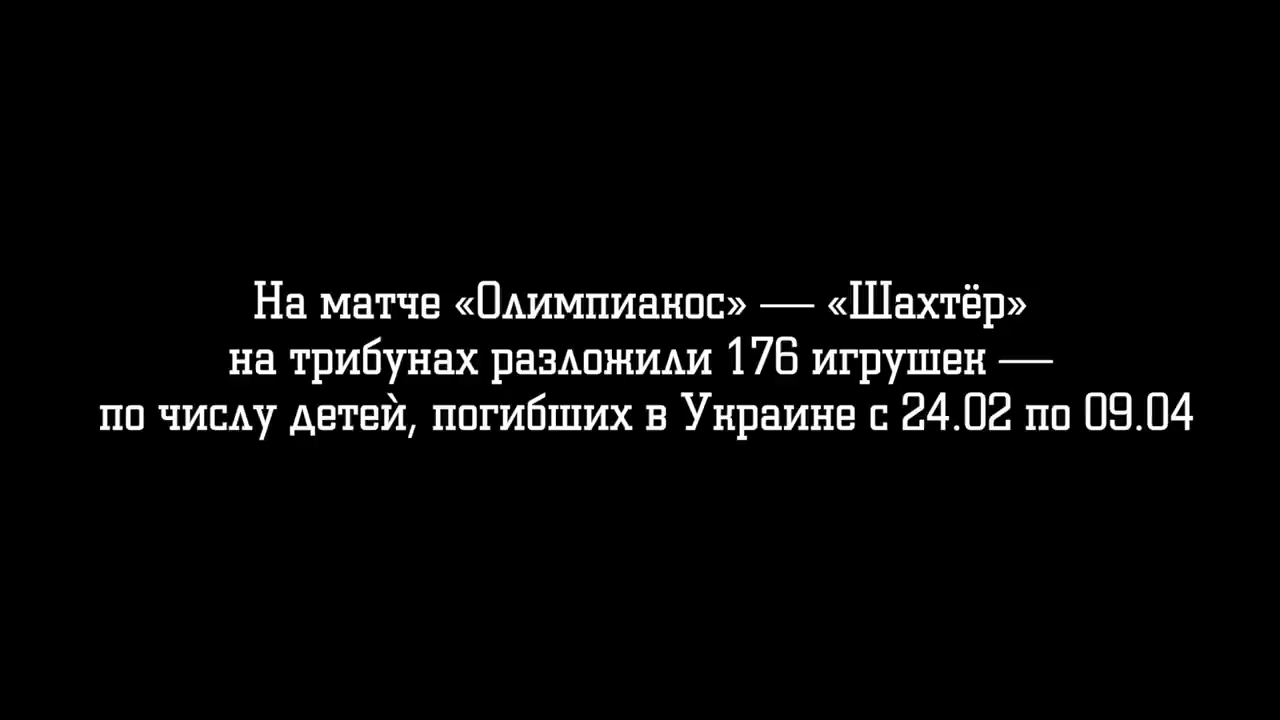 На матче «Олимпиакос» — «Шахтёр»
на трибунах разложили 176 игрушек —
по числу детей, погибших в Украине с 24.02 по 09.04